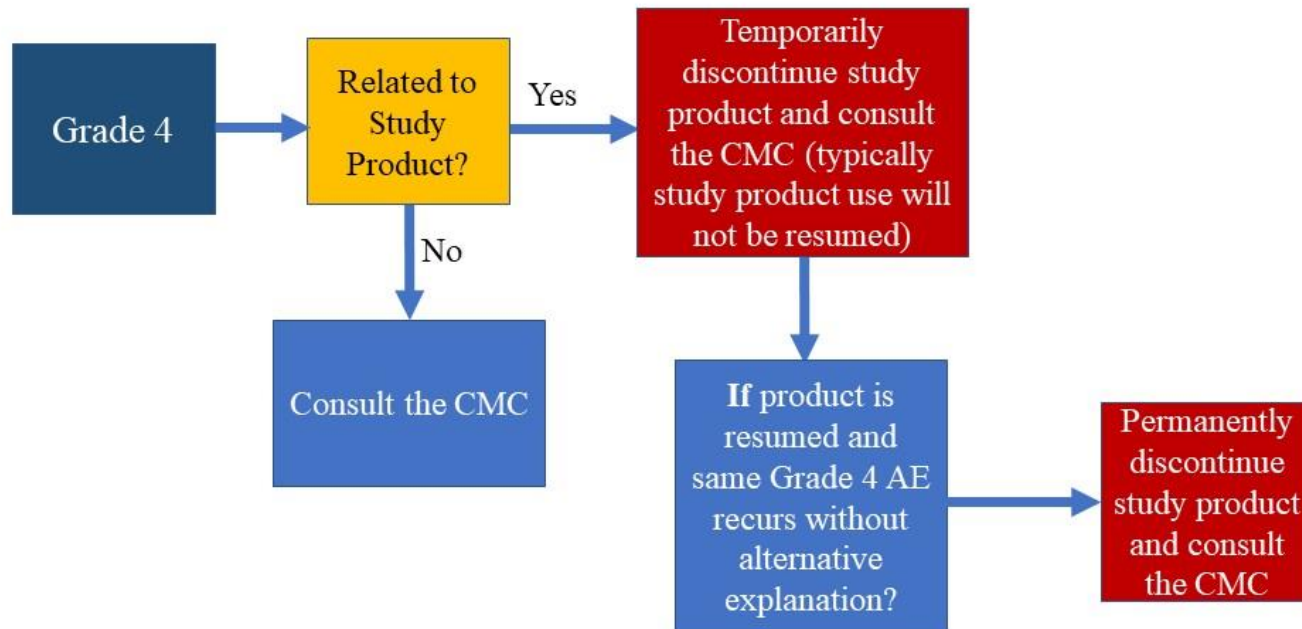 Grade 4
Related to
Study
Product?
Yes
No
Temporarily
discontinue study
product and consult
the CMC (typically
study product use will
not be resumed)
Consult the CMC
If product is
resumed and
same Grade 4 AE
recurs without
alternative
explanation?
Permanently
discontinue
study product
and consult
the CMC